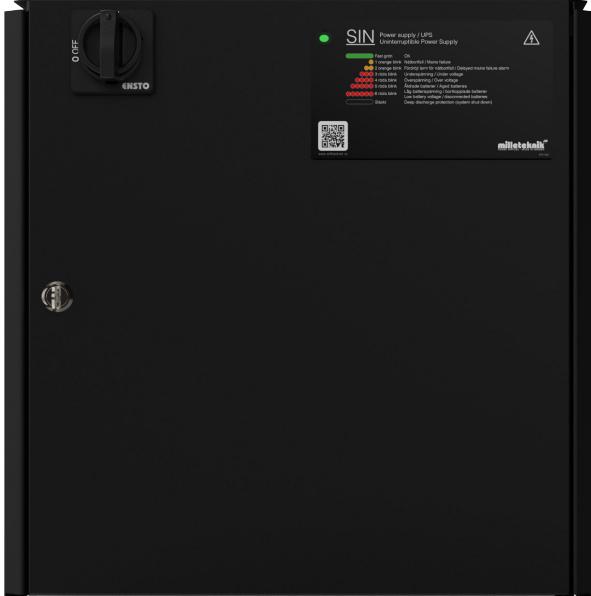 O OFF
ENSTO
SIN
Power supply / UPS
Uninterruptible Power Supply
Fast grön OK
1 orange blink Nätbortfall / Mains failure
2 orange blink Fördröjt larm för nätbortfall / Delayed mains failure alarm
3 röda blink Underspänning / Under voltage
4 röda blink Överspänning / Over voltage
5 röda blink Åldrade batterier / Aged batteries
6 röda blink Låg batterispänning / bortkopplade batterier
Low battery voltage / disconnected batteries
Släckt Deep discharge protection (system shut down)
milleteknik